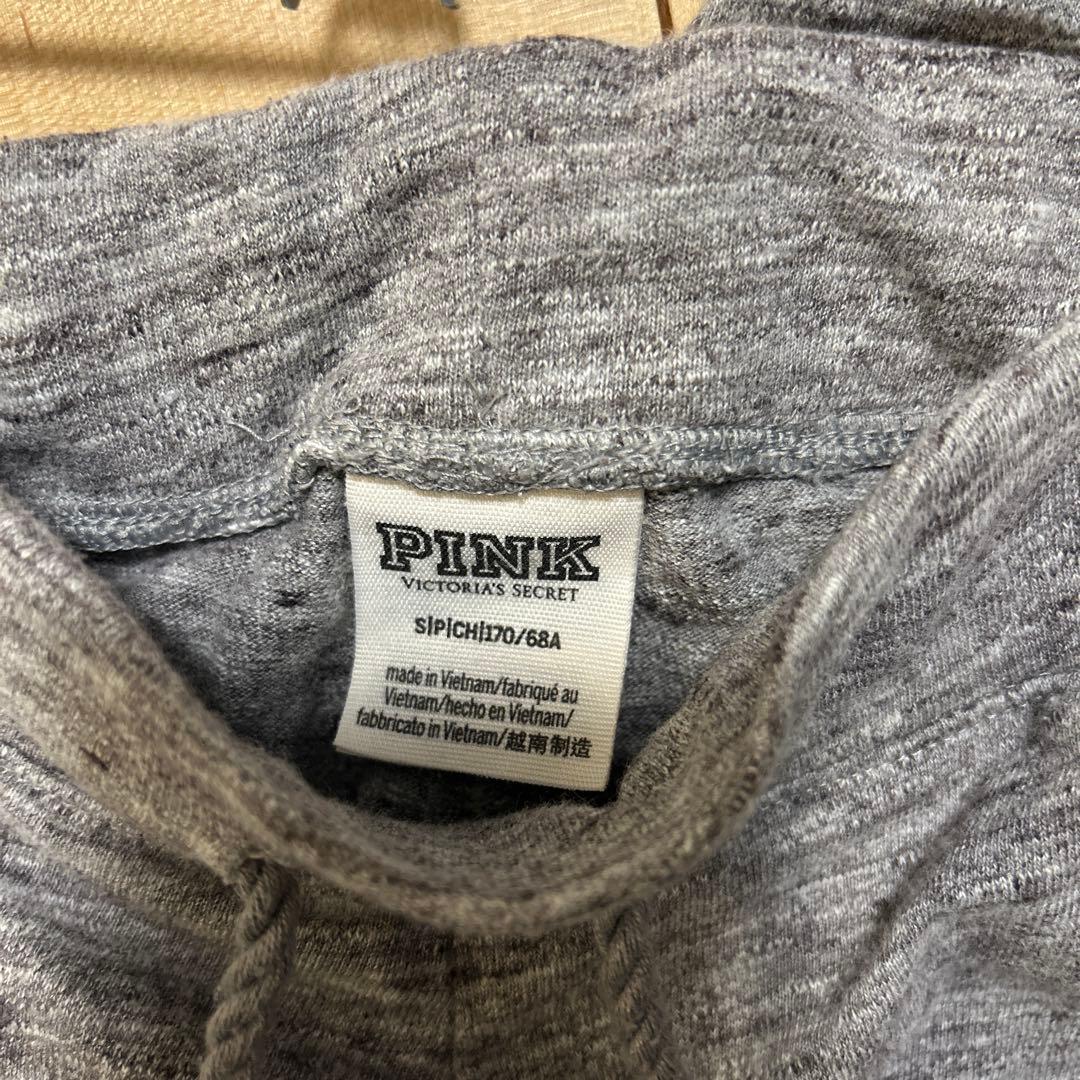 PINK
VICTORIA'S SECRET
S|P|CH|170/68A
made in Vietnam/fabriqué au
Vietnam/hecho en Vietnam/
fabbricato in Vietnam/越南制造